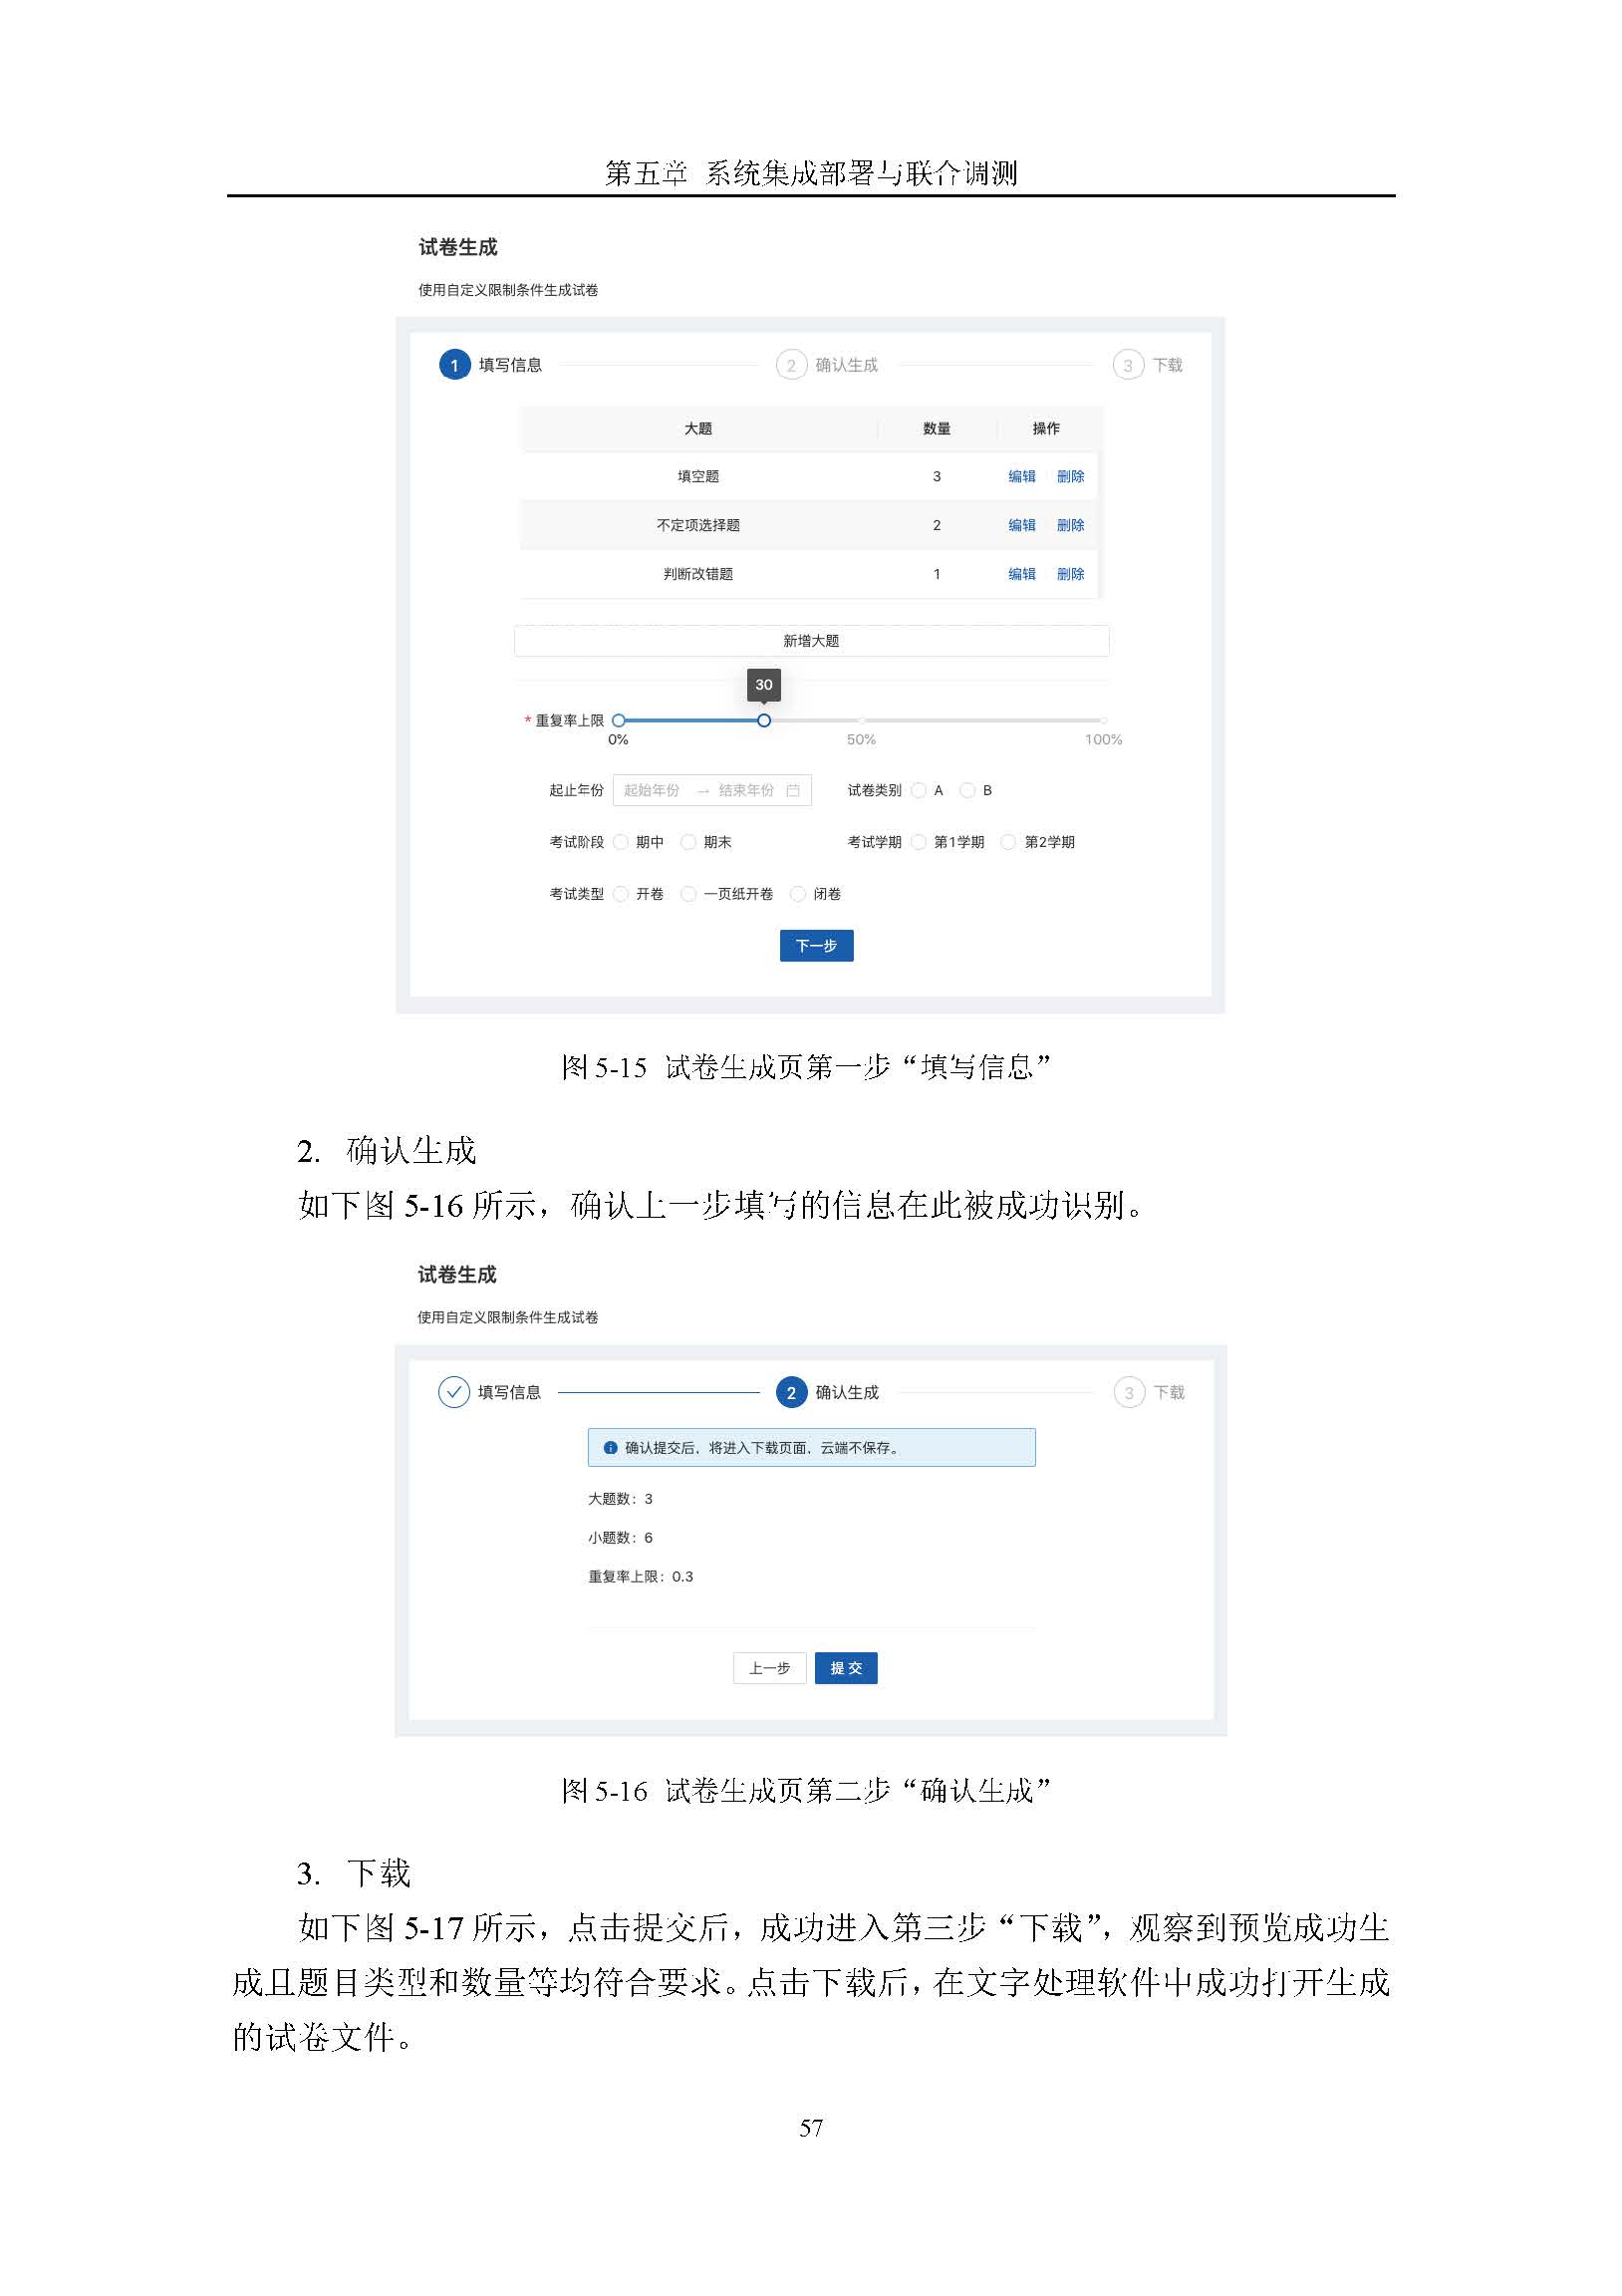 第五章 系统集成部署与联合调测
试卷生成
使用自定义限制条件生成试卷
1 填写信息 2 确认生成 3 下载
大题 数量 操作
填空题 3 编辑 删除
不定项选择题 2 编辑 删除
判断改错题 1 编辑 删除
新增大题
30
* 重复率上限
0% 50% 100%
起止年份 起始年份 → 结束年份 试卷类别 A B
考试阶段 期中 期末 考试学期 第1学期 第2学期
考试类型 开卷 一页纸开卷 闭卷
下一步
图 5-15 试卷生成页第一步“填写信息”
2. 确认生成
如下图 5-16 所示，确认上一步填写的信息在此被成功识别。
试卷生成
使用自定义限制条件生成试卷
填写信息 2 确认生成 3 下载
确认提交后，将进入下载页面，云端不保存。
大题数：3
小题数：6
重复率上限：0.3
上一步 提交
图 5-16 试卷生成页第二步“确认生成”
3. 下载
如下图 5-17 所示，点击提交后，成功进入第三步“下载”，观察到预览成功生
成且题目类型和数量等均符合要求。点击下载后，在文字处理软件中成功打开生成
的试卷文件。
57